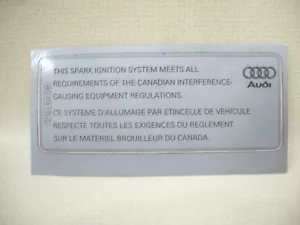 THIS SPARK IGNITION SYSTEM MEETS ALL
REQUIREMENTS OF THE CANADIAN INTERFERENCE-
CAUSING EQUIPMENT REGULATIONS.
CE SYSTEME D'ALLUMAGE PAR ETINCELLE DE VEHICULE
RESPECTE TOUTES LES EXIGENCES DU REGLEMENT
SUR LE MATERIEL BROUILLEUR DU CANADA.
Audi